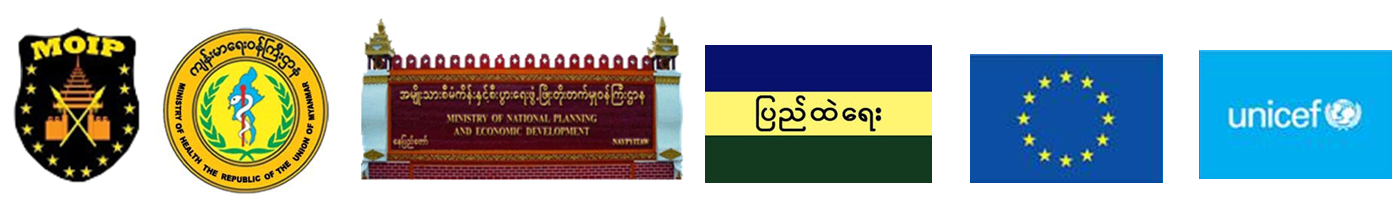 MOIP
ကျန်းမာရေးဝန်ကြီးဌာန
MINISTRY OF HEALTH THE REPUBLIC OF THE UNION OF MYANMAR
အမျိုးသားစီမံကိန်းနှင့်စီးပွားရေးဖွံ့ဖြိုးတိုးတက်မှုဝန်ကြီးဌာန
MINISTRY OF NATIONAL PLANNING
AND ECONOMIC DEVELOPMENT
နေပြည်တော် NAYPYITAW
ပြည်ထဲရေး
unicef